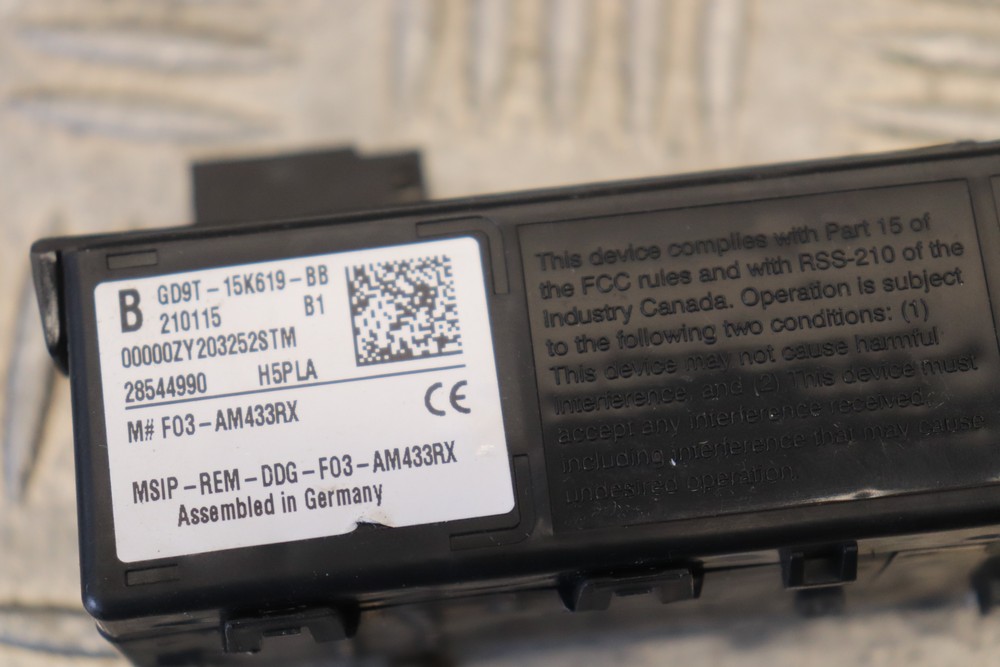 B GD9T-15K619-BB
210115 B1
00000ZY203252STM
28544990 H5PLA
M# F03-AM433RX
CE
MSIP-REM-DDG-F03-AM433RX
Assembled in Germany
This device complies with Part 15 of
the FCC rules and with RSS-210 of the
Industry Canada. Operation is subject
to the following two conditions: (1)
This device may not cause harmful
interference, and (2) This device must
accept any interference received,
including interference that may cause
undesired operation.